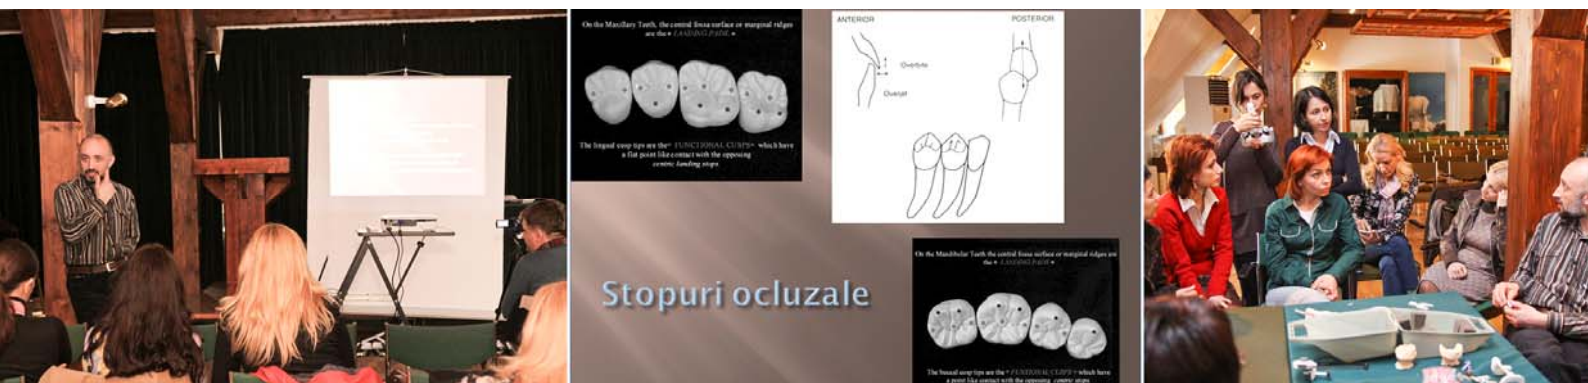 On the Maxillary Teeth, the central fossa surface or marginal ridges
are the « LANDING PADS »
The lingual cusp tips are the « FUNCTIONAL CUSPS » which have
a flat point like contact with the opposing
centric landing stops
ANTERIOR
POSTERIOR
Overbite
Overjet
Stopuri ocluzale
On the Mandibular Teeth the central fossa surface or marginal ridges are
the « LANDING PADS »
The buccal cusp tips are the « FUNTIONAL CUSPS » which have
a point like contact with the opposing centric stops